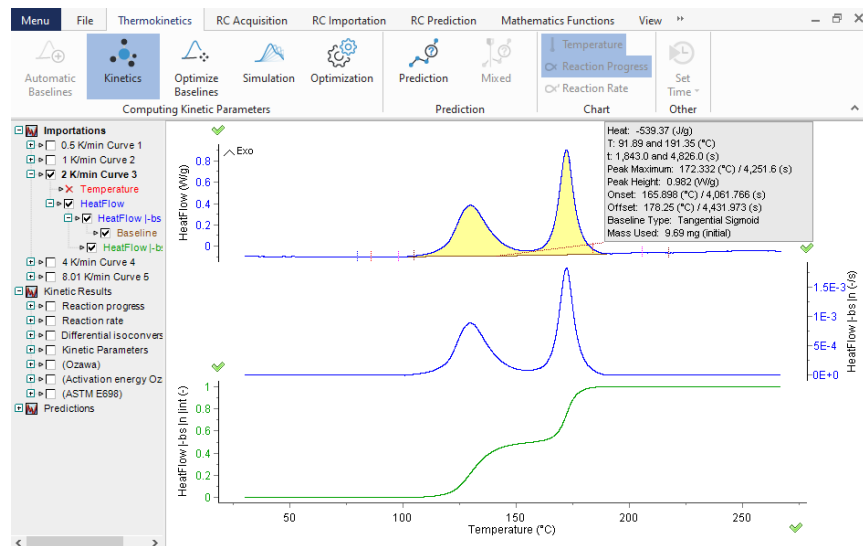 Menu File Thermokinetics RC Acquisition RC Importation RC Prediction Mathematics Functions View
Automatic Baselines
Kinetics
Optimize Baselines
Simulation
Optimization
Prediction
Mixed
Temperature
Reaction Progress
Reaction Rate
Set Time
Computing Kinetic Parameters
Prediction
Chart
Other
Importations
0.5 K/min Curve 1
1 K/min Curve 2
2 K/min Curve 3
Temperature
HeatFlow
HeatFlow |-bs
Baseline
HeatFlow |-b
4 K/min Curve 4
8.01 K/min Curve 5
Kinetic Results
Reaction progress
Reaction rate
Differential isoconvers
Kinetic Parameters
(Ozawa)
(Activation energy Oz
(ASTM E698)
Predictions
Exo
HeatFlow (W/g)
0.8
0.6
0.4
0.2
0
Heat: -539.37 (J/g)
T: 91.89 and 191.35 (°C)
t: 1,843.0 and 4,826.0 (s)
Peak Maximum: 172.332 (°C) / 4,251.6 (s)
Peak Height: 0.982 (W/g)
Onset: 165.898 (°C) / 4,061.766 (s)
Offset: 178.25 (°C) / 4,431.973 (s)
Baseline Type: Tangential Sigmoid
Mass Used: 9.69 mg (initial)
1.5E-3
1E-3
5E-4
0E+0
HeatFlow |-bs |n (-/s)
HeatFlow |-bs |n |int (-)
1
0.8
0.6
0.4
0.2
0
50
100
150
200
250
Temperature (°C)